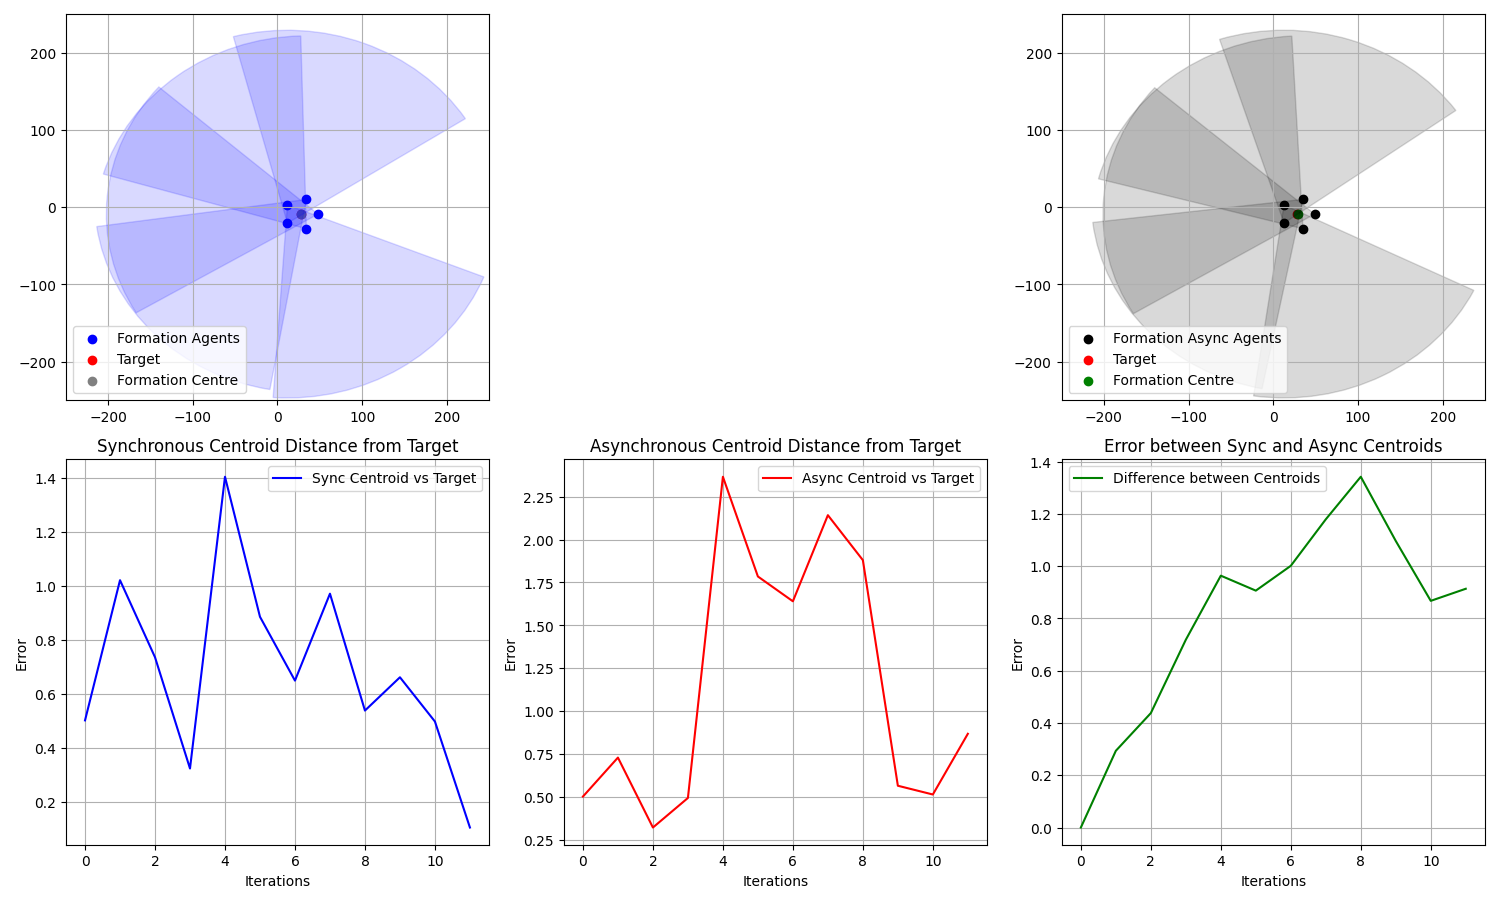 200
100
0
−100
−200
Formation Agents
Target
Formation Centre
−200 −100 0 100 200
200
100
0
−100
−200
Formation Async Agents
Target
Formation Centre
−200 −100 0 100 200
Synchronous Centroid Distance from Target
Sync Centroid vs Target
1.4
1.2
1.0
0.8
0.6
0.4
0.2
Error
0 2 4 6 8 10
Iterations
Asynchronous Centroid Distance from Target
Async Centroid vs Target
2.25
2.00
1.75
1.50
1.25
1.00
0.75
0.50
0.25
Error
0 2 4 6 8 10
Iterations
Error between Sync and Async Centroids
Difference between Centroids
1.4
1.2
1.0
0.8
0.6
0.4
0.2
0.0
Error
0 2 4 6 8 10
Iterations